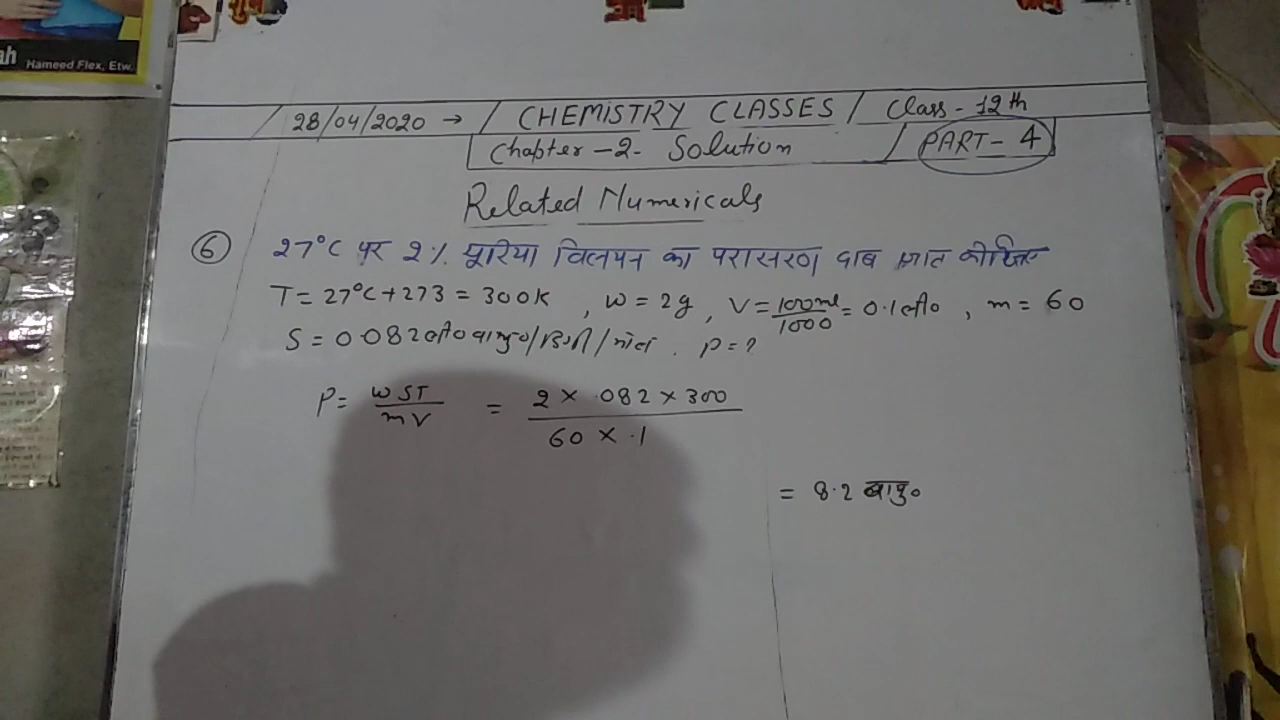 ah Hameed Flex, Etw.
28/04/2020 → / CHEMISTRY CLASSES / Class - 12th
Chapter - 2 - Solution / PART - 4
Related Numericals
⑥ 27°C पर 2% यूरिया विलयन का परासरण दाब ज्ञात कीजिए
T = 27°C + 273 = 300K , w = 2g , V = 100ml/1000 = 0.1ली० , m = 60
S = 0.082 ली० वायु०/डिग्री/मोल . P = ?
P = wST/mV = 2 × .082 × 300/60 × .1
= 8.2 वायु०